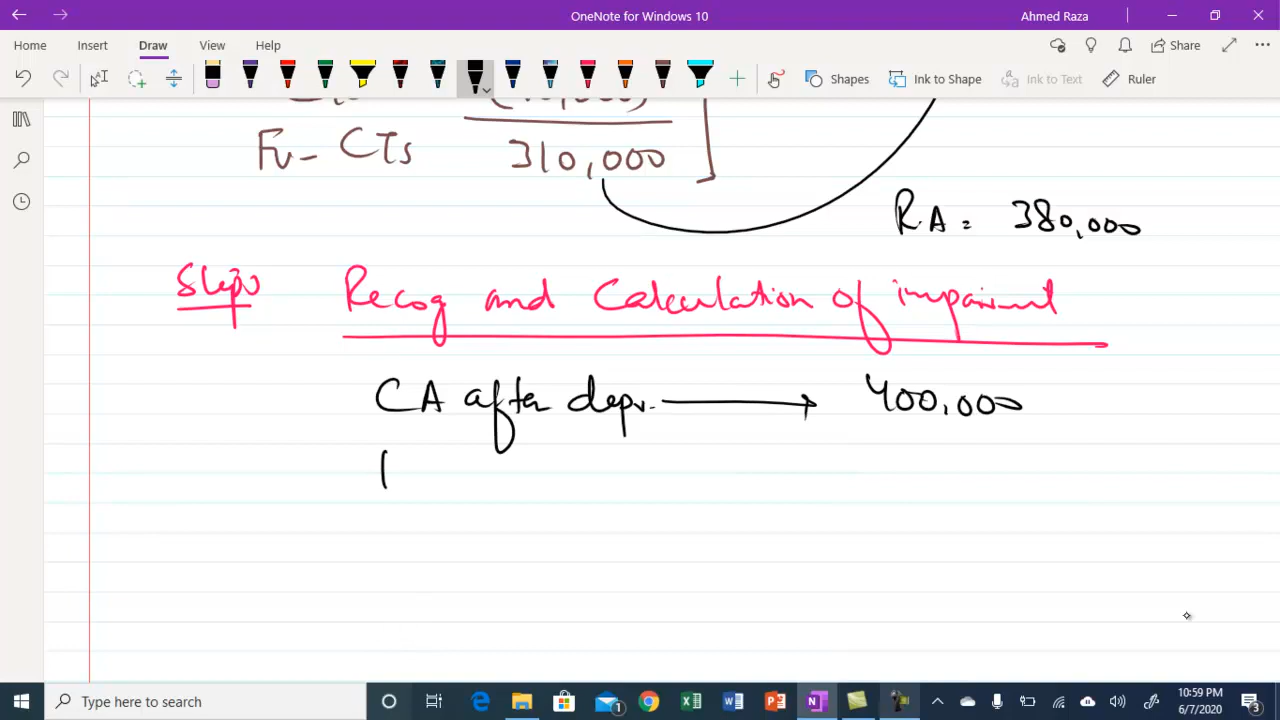 OneNote for Windows 10
Ahmed Raza
Home Insert Draw View Help
Share
Shapes Ink to Shape Ink to Text Ruler
Fv - CTs 310,000
RA = 380,000
Recog and Calculation of
CA after depr. 400,000
Type here to search
1
10:59 PM
6/7/2020
3